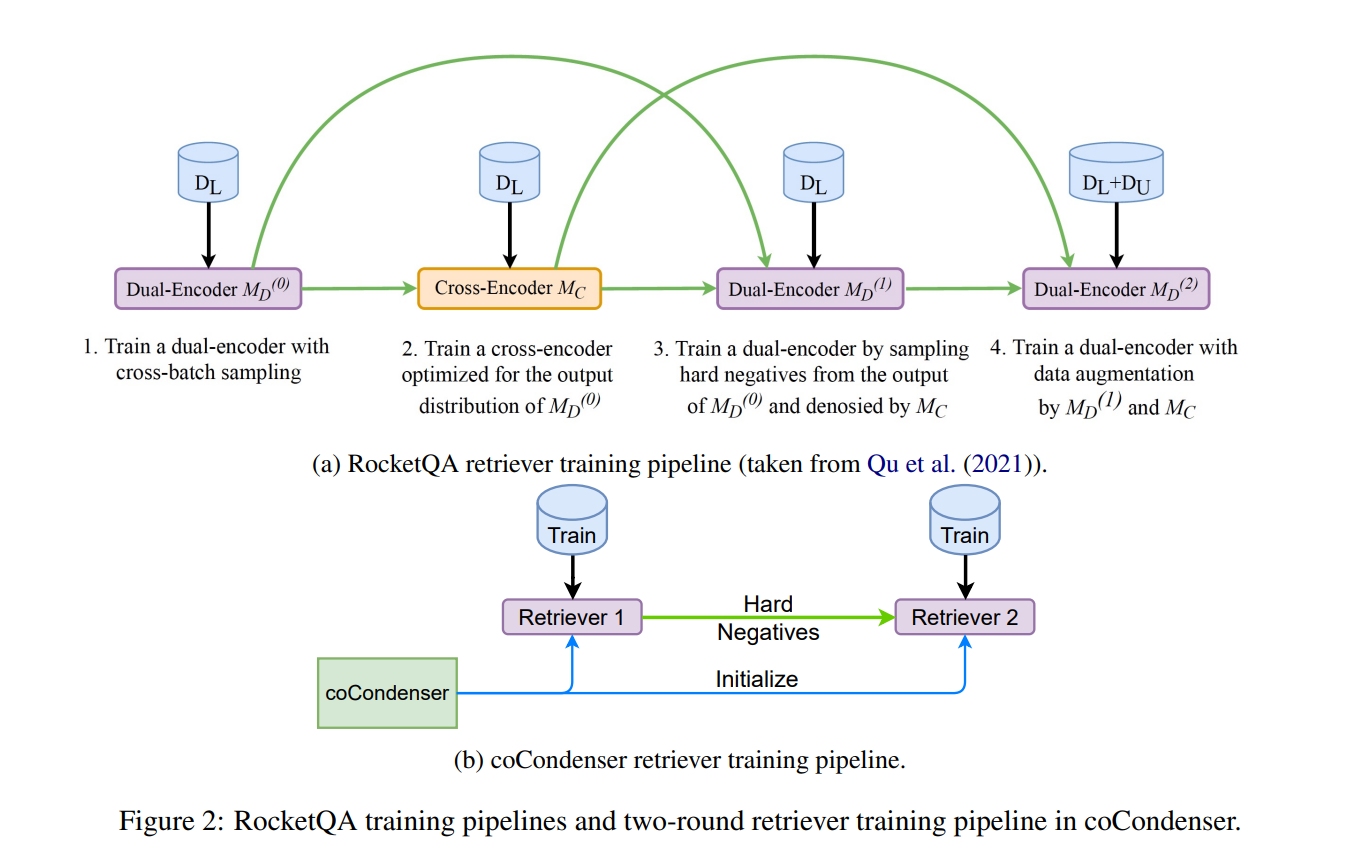 DL
DL
DL
DL+DU
Dual-Encoder MD(0)
Cross-Encoder MC
Dual-Encoder MD(1)
Dual-Encoder MD(2)
1. Train a dual-encoder with
cross-batch sampling
2. Train a cross-encoder
optimized for the output
distribution of MD(0)
3. Train a dual-encoder by sampling
hard negatives from the output
of MD(0) and denosied by MC
4. Train a dual-encoder with
data augmentation
by MD(1) and MC
(a) RocketQA retriever training pipeline (taken from Qu et al. (2021)).
Train
Train
Retriever 1
Hard
Negatives
Retriever 2
coCondenser
Initialize
(b) coCondenser retriever training pipeline.
Figure 2: RocketQA training pipelines and two-round retriever training pipeline in coCondenser.